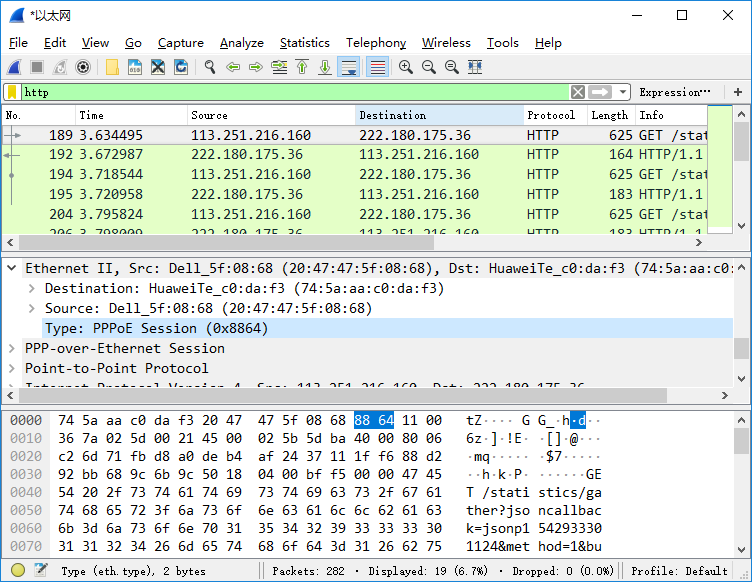 *以太网
File Edit View Go Capture Analyze Statistics Telephony Wireless Tools Help
http Expression… +
No. Time Source Destination Protocol Length Info
189 3.634495 113.251.216.160 222.180.175.36 HTTP 625 GET /stat
192 3.672987 222.180.175.36 113.251.216.160 HTTP 164 HTTP/1.1
194 3.718544 113.251.216.160 222.180.175.36 HTTP 625 GET /stat
195 3.720958 222.180.175.36 113.251.216.160 HTTP 183 HTTP/1.1
204 3.795824 113.251.216.160 222.180.175.36 HTTP 625 GET /stat
206 3.798009 222.180.175.36 113.251.216.160 HTTP 183 HTTP/1.1
Ethernet II, Src: Dell_5f:08:68 (20:47:47:5f:08:68), Dst: HuaweiTe_c0:da:f3 (74:5a:aa:c0:
Destination: HuaweiTe_c0:da:f3 (74:5a:aa:c0:da:f3)
Source: Dell_5f:08:68 (20:47:47:5f:08:68)
Type: PPPoE Session (0x8864)
PPP-over-Ethernet Session
Point-to-Point Protocol
Internet Protocol Version 4, Src: 113.251.216.160, Dst: 222.180.175.36
0000 74 5a aa c0 da f3 20 47 47 5f 08 68 88 64 11 00 tZ····G G_·h·d··
0010 36 7a 02 5d 00 21 45 00 02 5b 5d ba 40 00 80 06 6z·]·!E· ·[]·@···
0020 c2 6d 71 fb d8 a0 de b4 af 24 37 11 1f f6 88 d2 ·mq····· ·$7·····
0030 92 bb 68 9c 6b 9c 50 18 04 00 bf f5 00 00 47 45 ··h·k·P· ······GE
0040 54 20 2f 73 74 61 74 69 73 74 69 63 73 2f 67 61 T /stati stics/ga
0050 74 68 65 72 3f 6a 73 6f 6e 63 61 6c 6c 62 61 63 ther?jso ncallbac
0060 6b 3d 6a 73 6f 6e 70 31 35 34 32 39 33 33 33 30 k=jsonp1 54293330
0070 31 31 32 34 26 6d 65 74 68 6f 64 3d 31 26 62 75 1124&met hod=1&bu
Type (eth.type), 2 bytes Packets: 282 · Displayed: 19 (6.7%) · Dropped: 0 (0.0%) Profile: Default